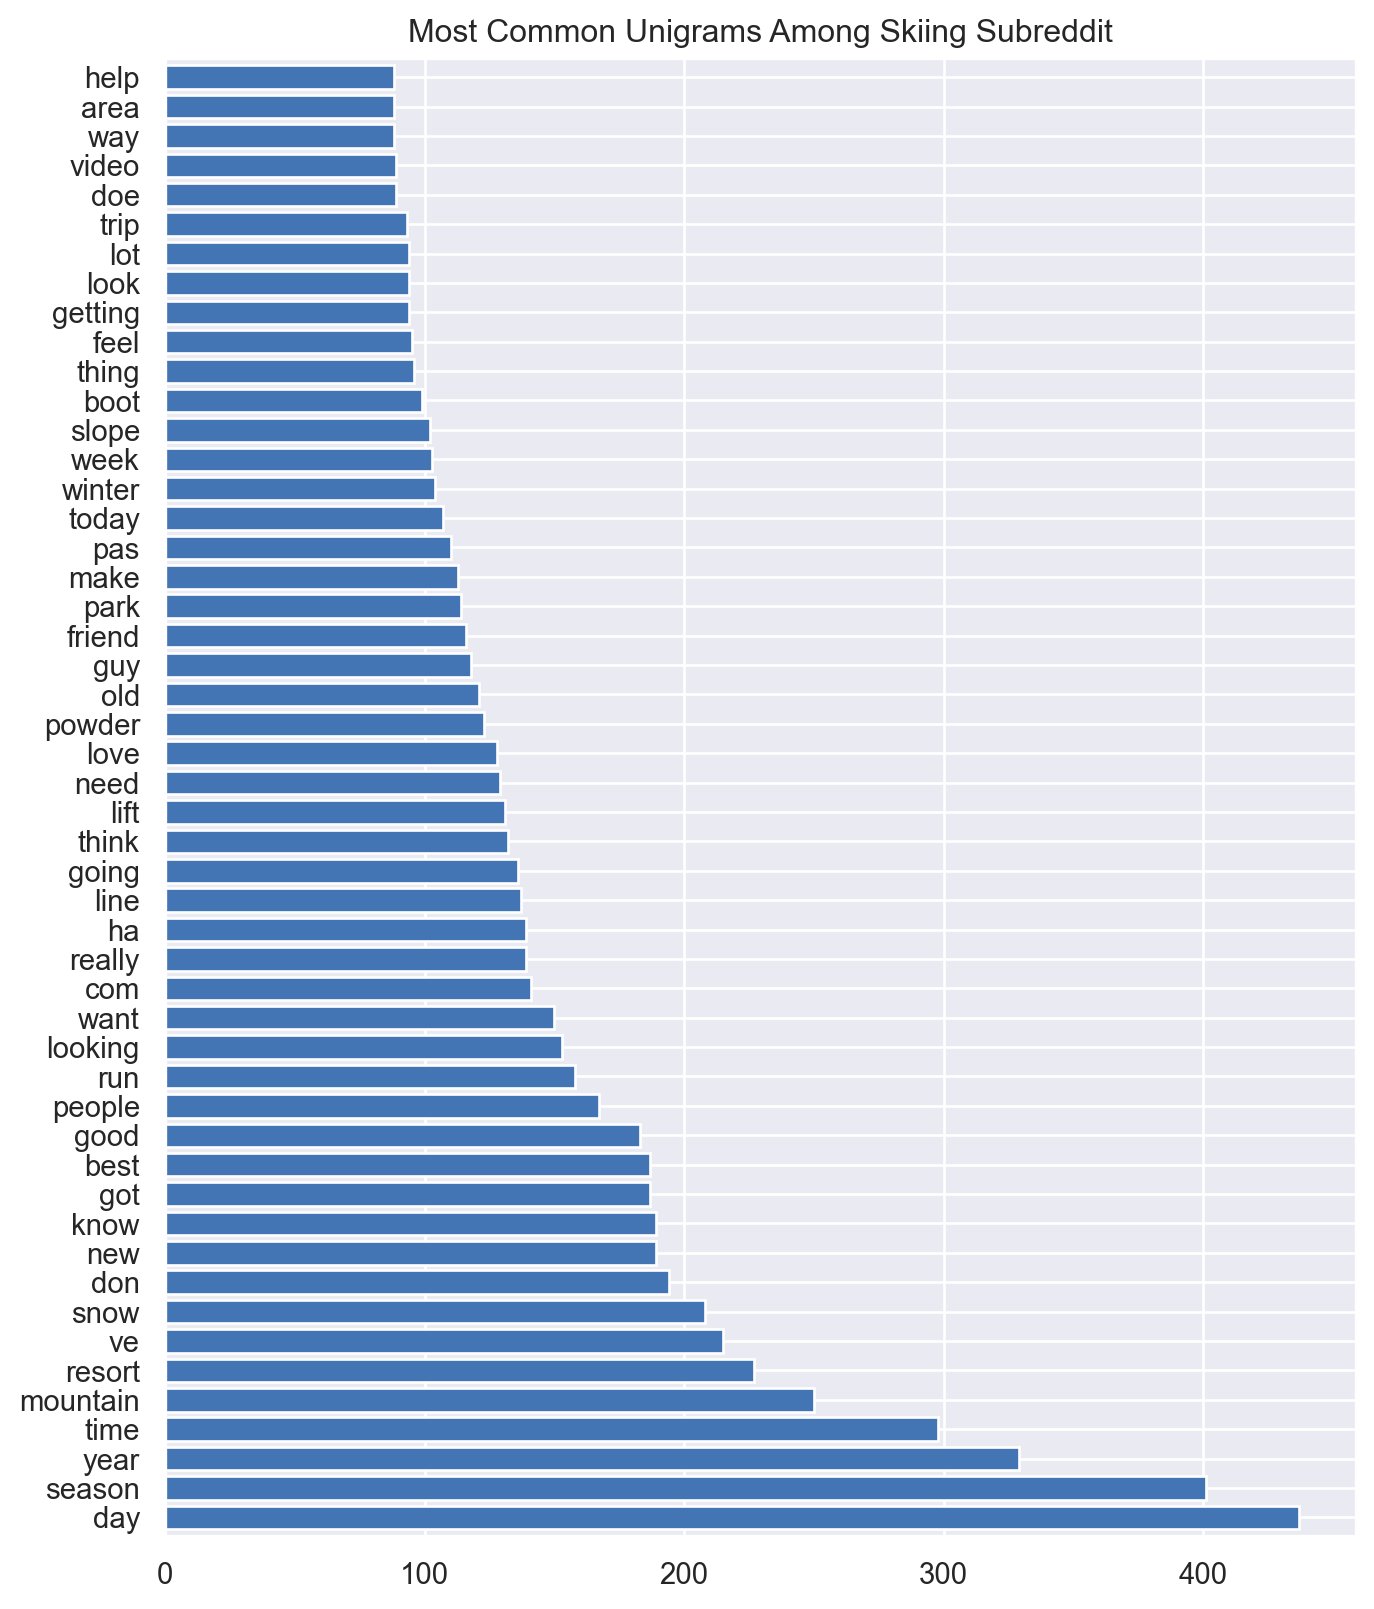 Most Common Unigrams Among Skiing Subreddit
help
area
way
video
doe
trip
lot
look
getting
feel
thing
boot
slope
week
winter
today
pas
make
park
friend
guy
old
powder
love
need
lift
think
going
line
ha
really
com
want
looking
run
people
good
best
got
know
new
don
snow
ve
resort
mountain
time
year
season
day
0 100 200 300 400